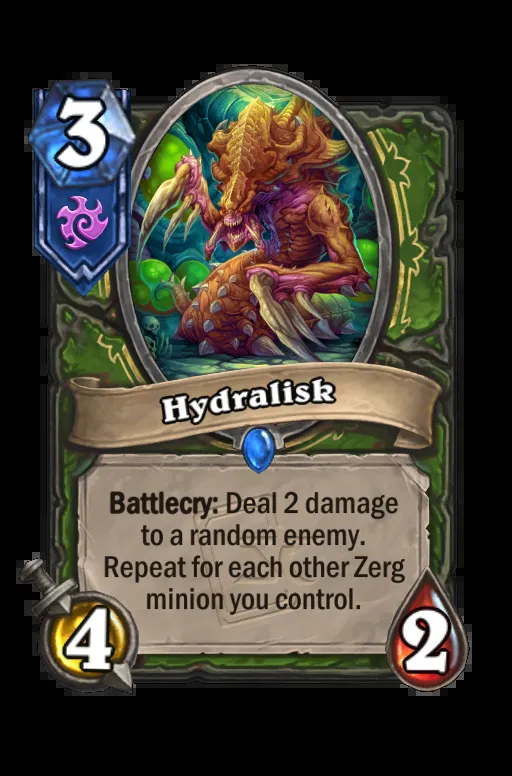 3
Hydralisk
Battlecry: Deal 2 damage
to a random enemy.
Repeat for each other Zerg
minion you control.
4
2